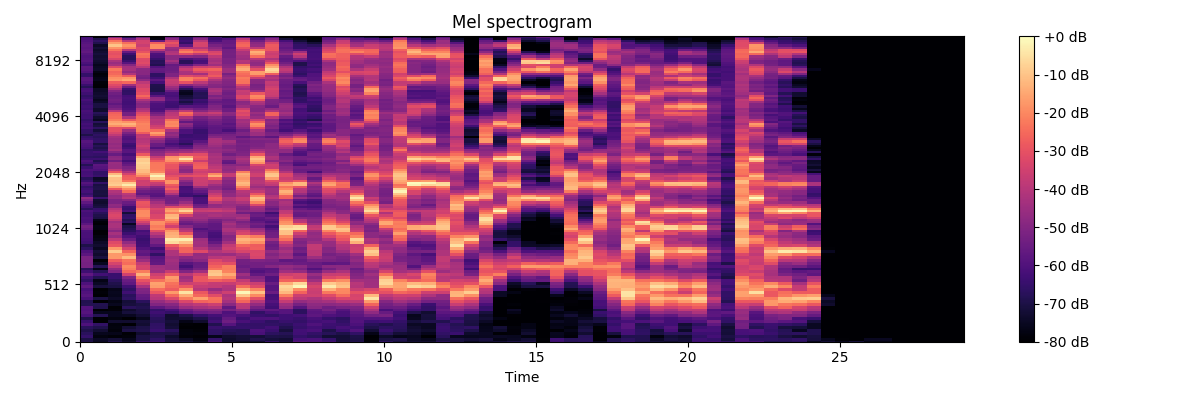 Mel spectrogram
8192
4096
2048
1024
512
0
Hz
0 5 10 15 20 25
Time
+0 dB
-10 dB
-20 dB
-30 dB
-40 dB
-50 dB
-60 dB
-70 dB
-80 dB